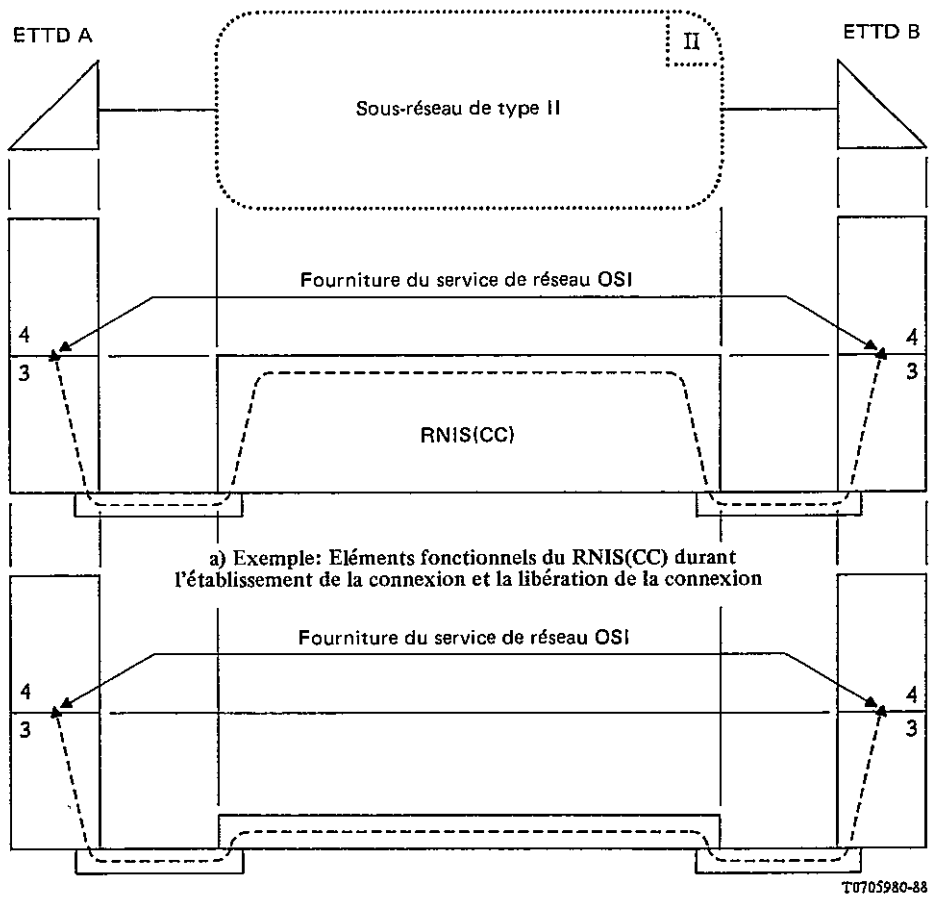 ETTD A
II
ETTD B
Sous-réseau de type II
Fourniture du service de réseau OSI
4
4
3
3
RNIS(CC)
a) Exemple: Eléments fonctionnels du RNIS(CC) durant
l'établissement de la connexion et la libération de la connexion
Fourniture du service de réseau OSI
4
4
3
3
T0705980-88